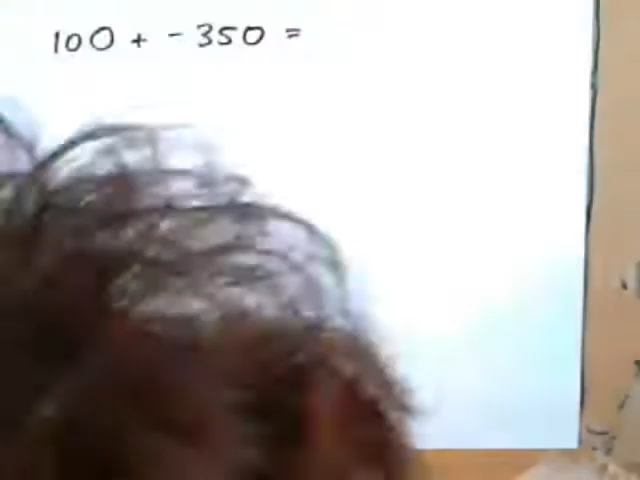 100 + - 350 =